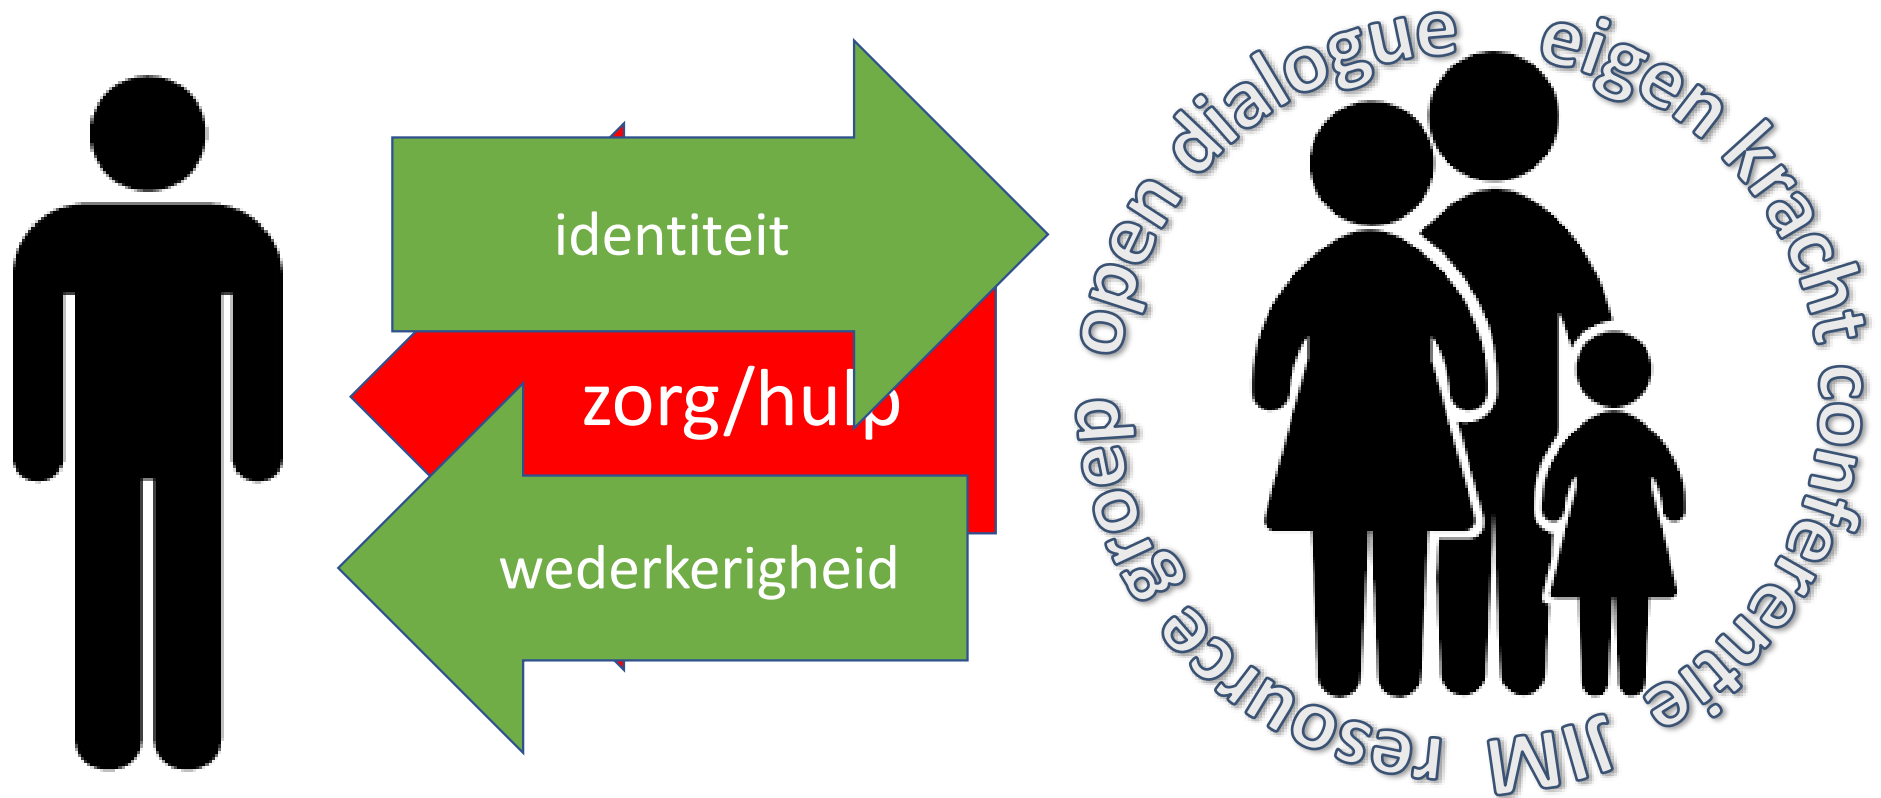 identiteit
zorg/hulp
wederkerigheid
open dialogue
eigen kracht conferentie
JIM
resource groep